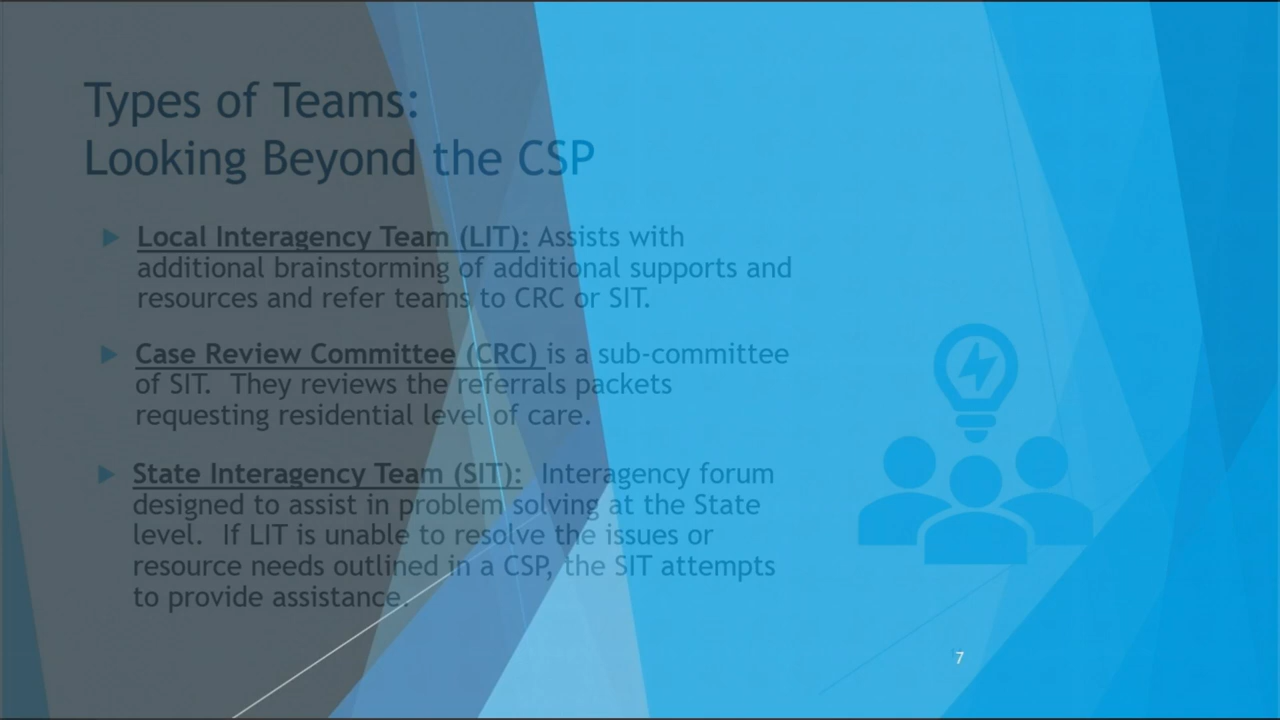 Types of Teams:
Looking Beyond the CSP
Local Interagency Team (LIT): Assists with
additional brainstorming of additional supports and
resources and refer teams to CRC or SIT.
Case Review Committee (CRC) is a sub-committee
of SIT.  They reviews the referrals packets
requesting residential level of care.
State Interagency Team (SIT):  Interagency forum
designed to assist in problem solving at the State
level.  If LIT is unable to resolve the issues or
resource needs outlined in a CSP, the SIT attempts
to provide assistance.
7